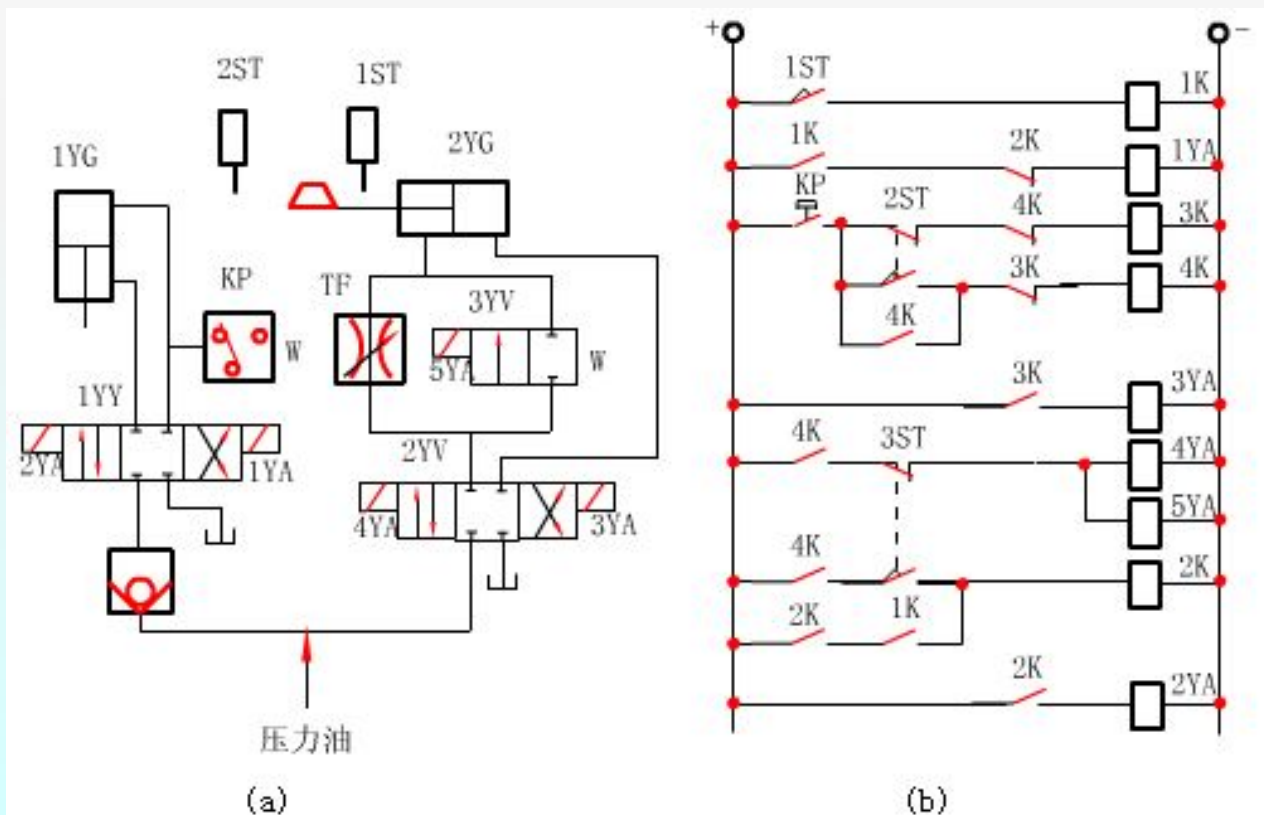 2ST
1ST
1YG
2YG
KP
W
TF
3YV
5YA
W
1YY
2YV
2YA
1YA
4YA
3YA
压力油
(a)
+
-
1ST
1K
1K
2K
1YA
KP
2ST
4K
3K
3K
4K
4K
3K
3YA
4K
3ST
4YA
5YA
4K
2K
2K
1K
2K
2YA
(b)